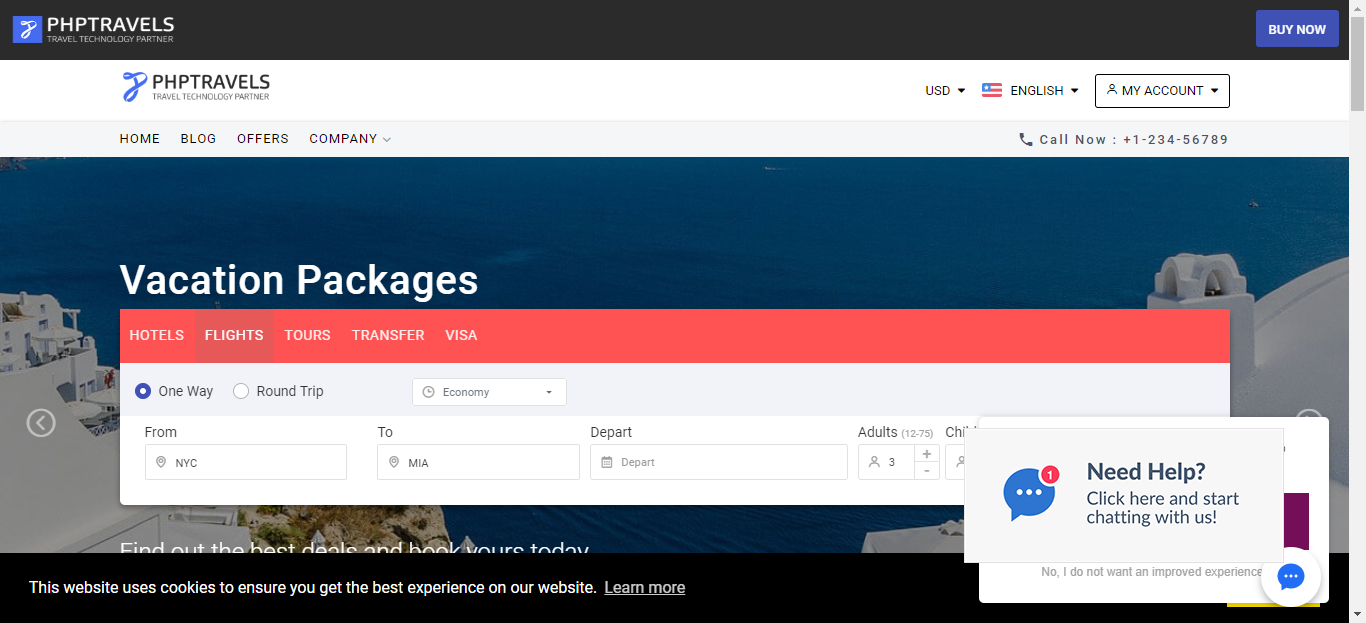 PHPTRAVELS
TRAVEL TECHNOLOGY PARTNER
BUY NOW
PHPTRAVELS
TRAVEL TECHNOLOGY PARTNER
USD
ENGLISH
MY ACCOUNT
HOME BLOG OFFERS COMPANY
Call Now : +1-234-56789
Vacation Packages
HOTELS FLIGHTS TOURS TRANSFER VISA
One Way Round Trip Economy
From To Depart Adults (12-75)
NYC MIA Depart 3 + -
Need Help?
1
Click here and start
chatting with us!
Find out the best deals and book yours today
No, I do not want an improved experience
This website uses cookies to ensure you get the best experience on our website. Learn more